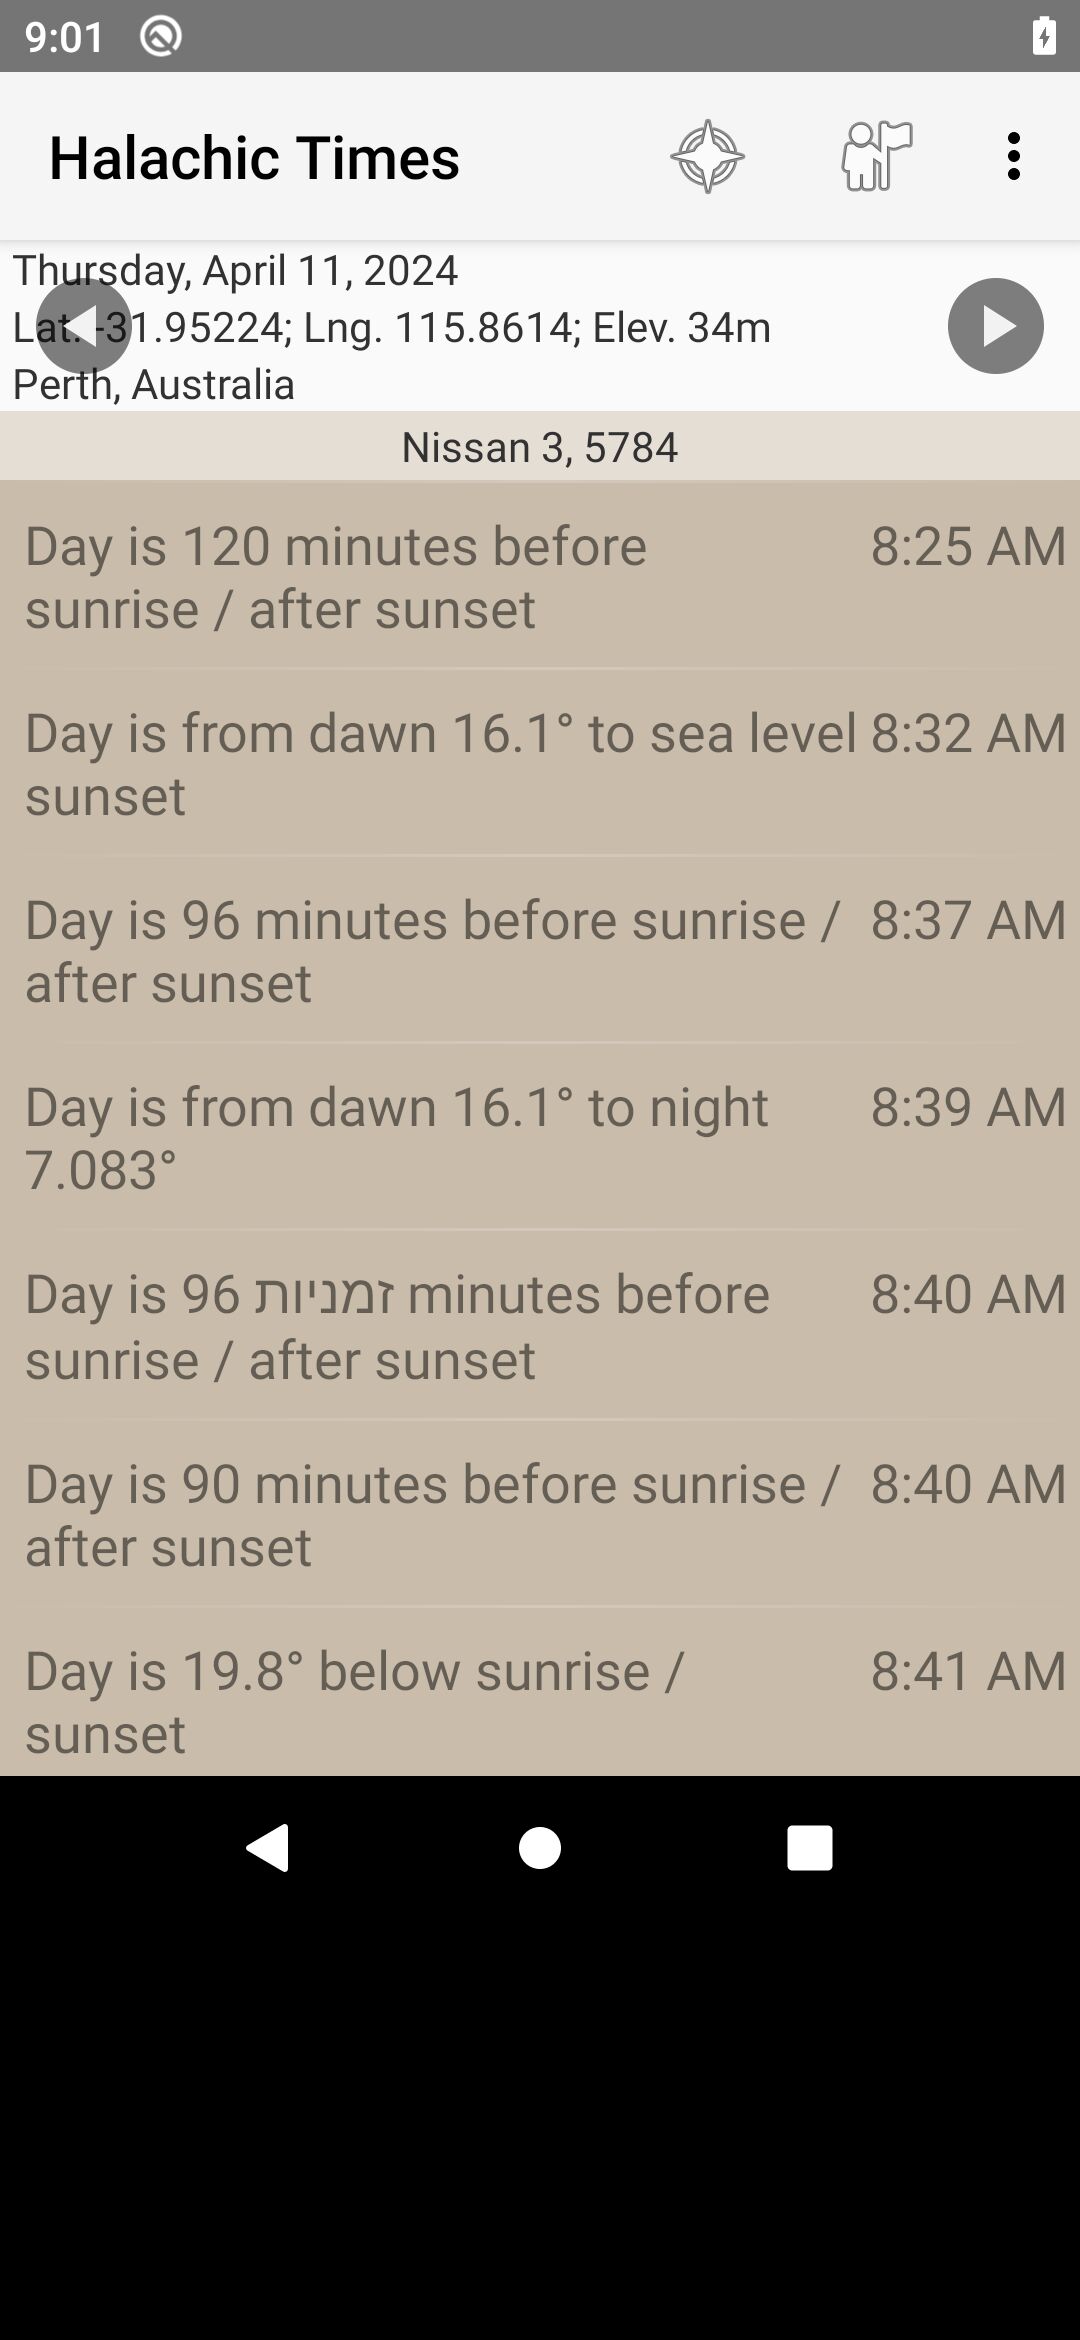 9:01
Halachic Times
Thursday, April 11, 2024
Lat. -31.95224; Lng. 115.8614; Elev. 34m
Perth, Australia
Nissan 3, 5784
Day is 120 minutes before 8:25 AM
sunrise / after sunset
Day is from dawn 16.1° to sea level 8:32 AM
sunset
Day is 96 minutes before sunrise / 8:37 AM
after sunset
Day is from dawn 16.1° to night 8:39 AM
7.083°
Day is 96 זמניות minutes before 8:40 AM
sunrise / after sunset
Day is 90 minutes before sunrise / 8:40 AM
after sunset
Day is 19.8° below sunrise / 8:41 AM
sunset